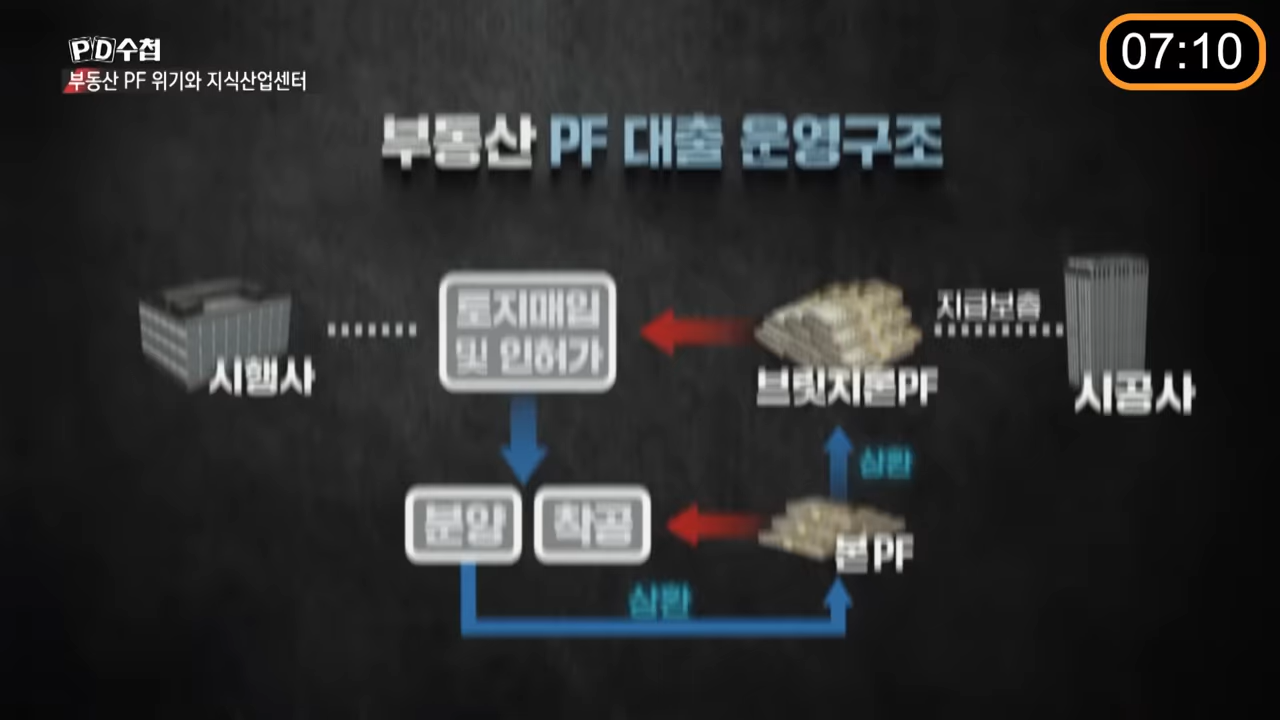 PD수첩
부동산 PF 위기와 지식산업센터
07:10
부동산 PF 대출 운영구조
토지매입
및 인허가
지급보증
시행사
브릿지론PF
시공사
상환
분양
착공
본PF
상환